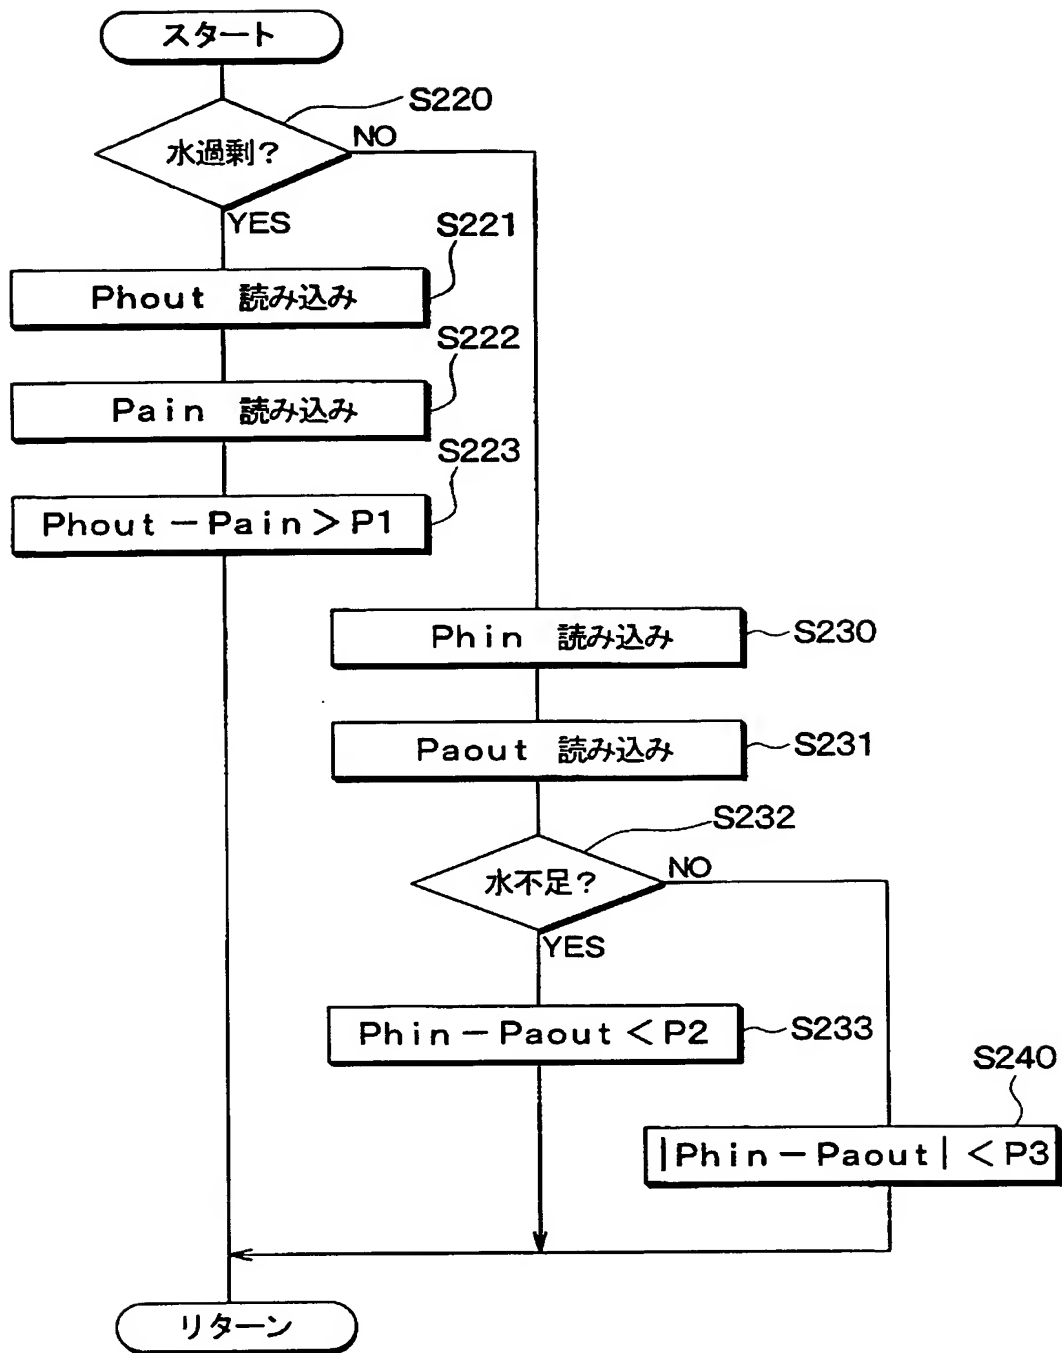 スタート
S220
水過剰？
NO
YES
S221
Phout 読み込み
S222
Pain 読み込み
S223
Phout－Pain＞P1
Phin 読み込み
S230
Paout 読み込み
S231
S232
水不足？
NO
YES
Phin－Paout＜P2
S233
S240
|Phin－Paout|＜P3
リターン